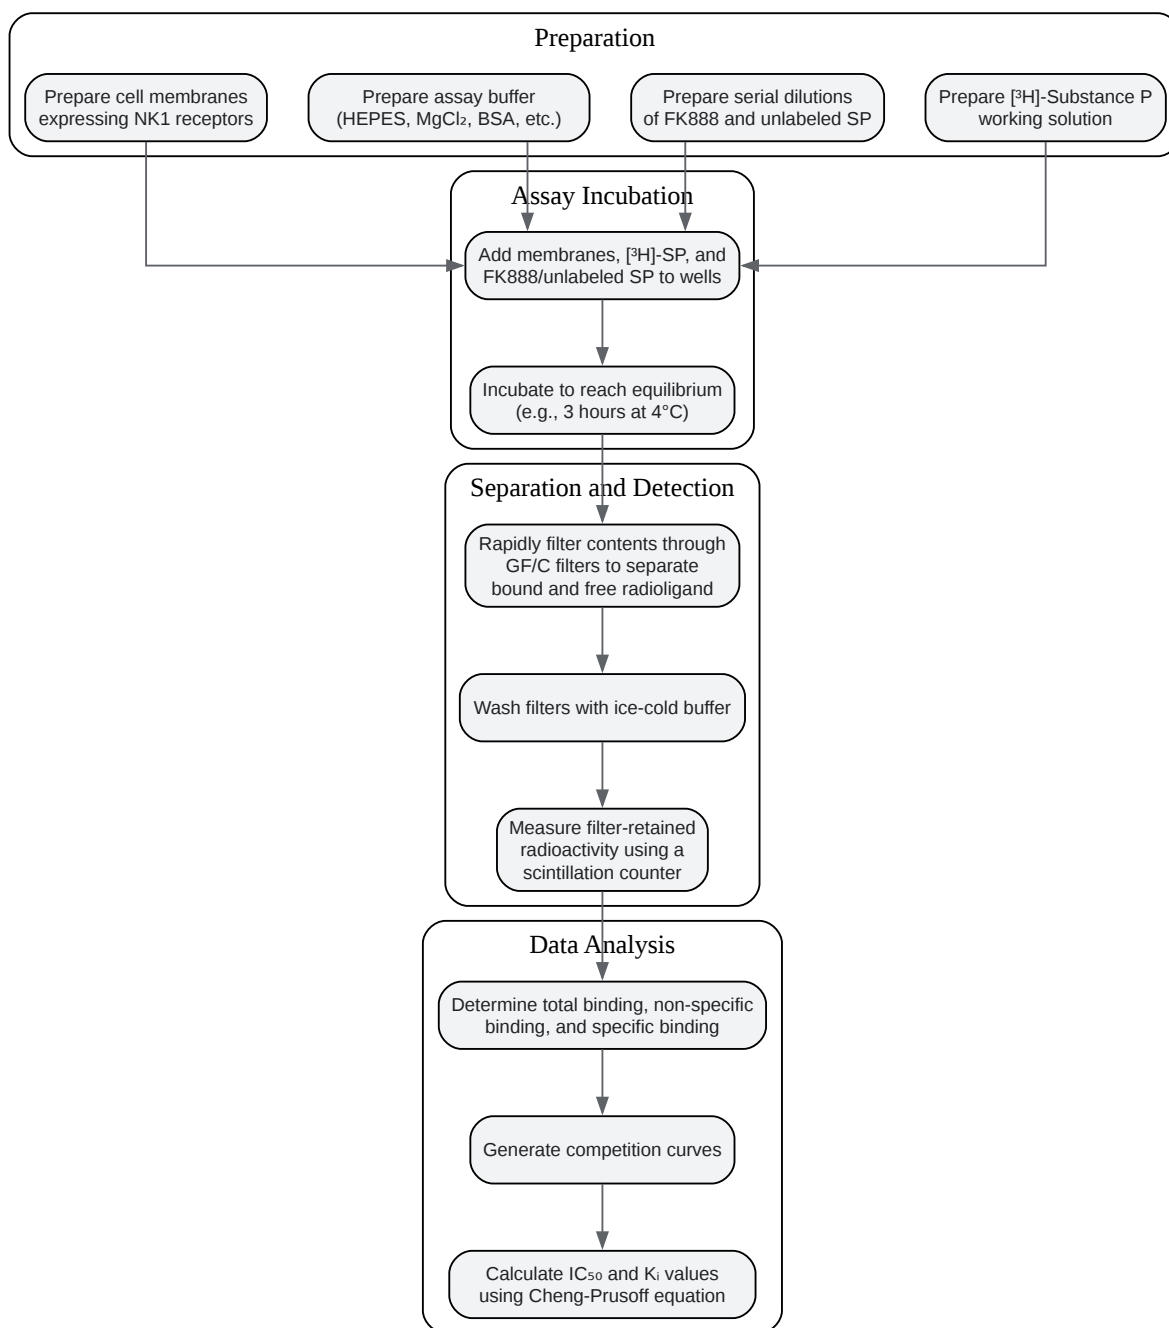 Preparation
Prepare cell membranes
expressing NK1 receptors
Prepare assay buffer
(HEPES, MgCl₂, BSA, etc.)
Prepare serial dilutions
of FK888 and unlabeled SP
Prepare [³H]-Substance P
working solution
Assay Incubation
Add membranes, [³H]-SP, and
FK888/unlabeled SP to wells
Incubate to reach equilibrium
(e.g., 3 hours at 4°C)
Separation and Detection
Rapidly filter contents through
GF/C filters to separate
bound and free radioligand
Wash filters with ice-cold buffer
Measure filter-retained
radioactivity using a
scintillation counter
Data Analysis
Determine total binding, non-specific
binding, and specific binding
Generate competition curves
Calculate IC₅₀ and Kᵢ values
using Cheng-Prusoff equation